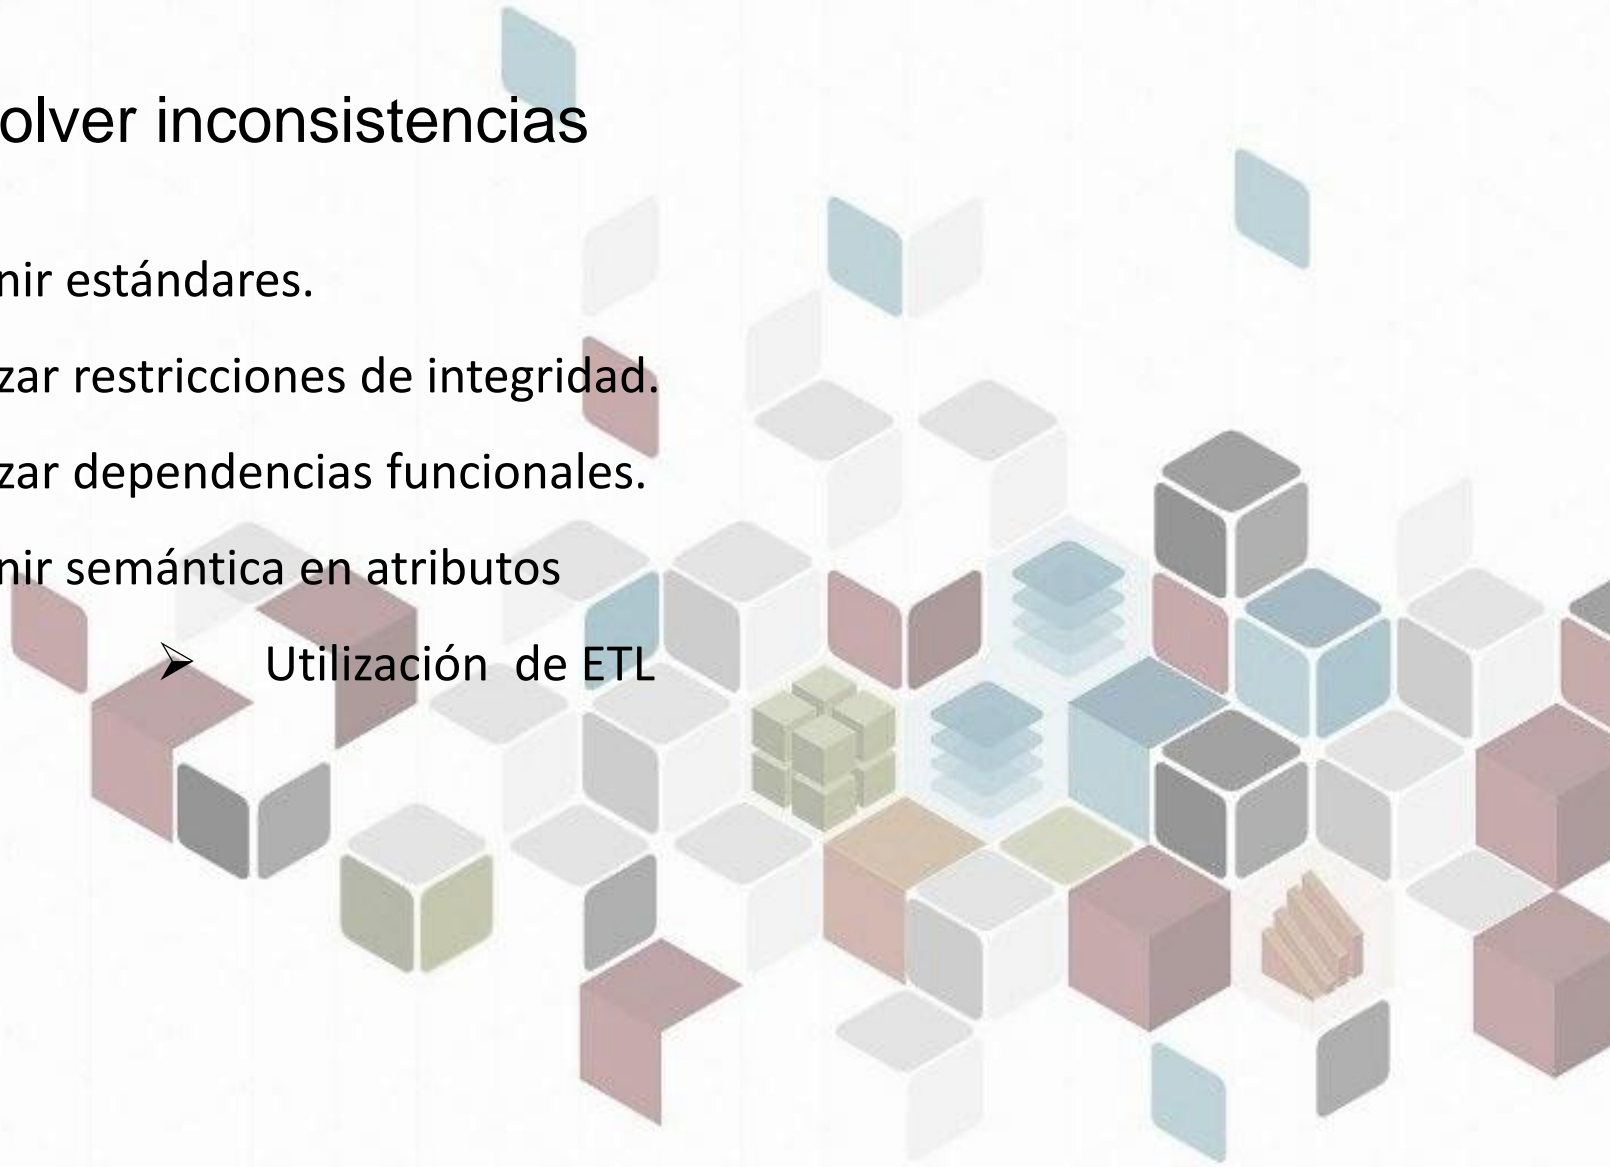 olver inconsistencias
nir estándares.
zar restricciones de integridad.
zar dependencias funcionales.
nir semántica en atributos
➢ Utilización de ETL